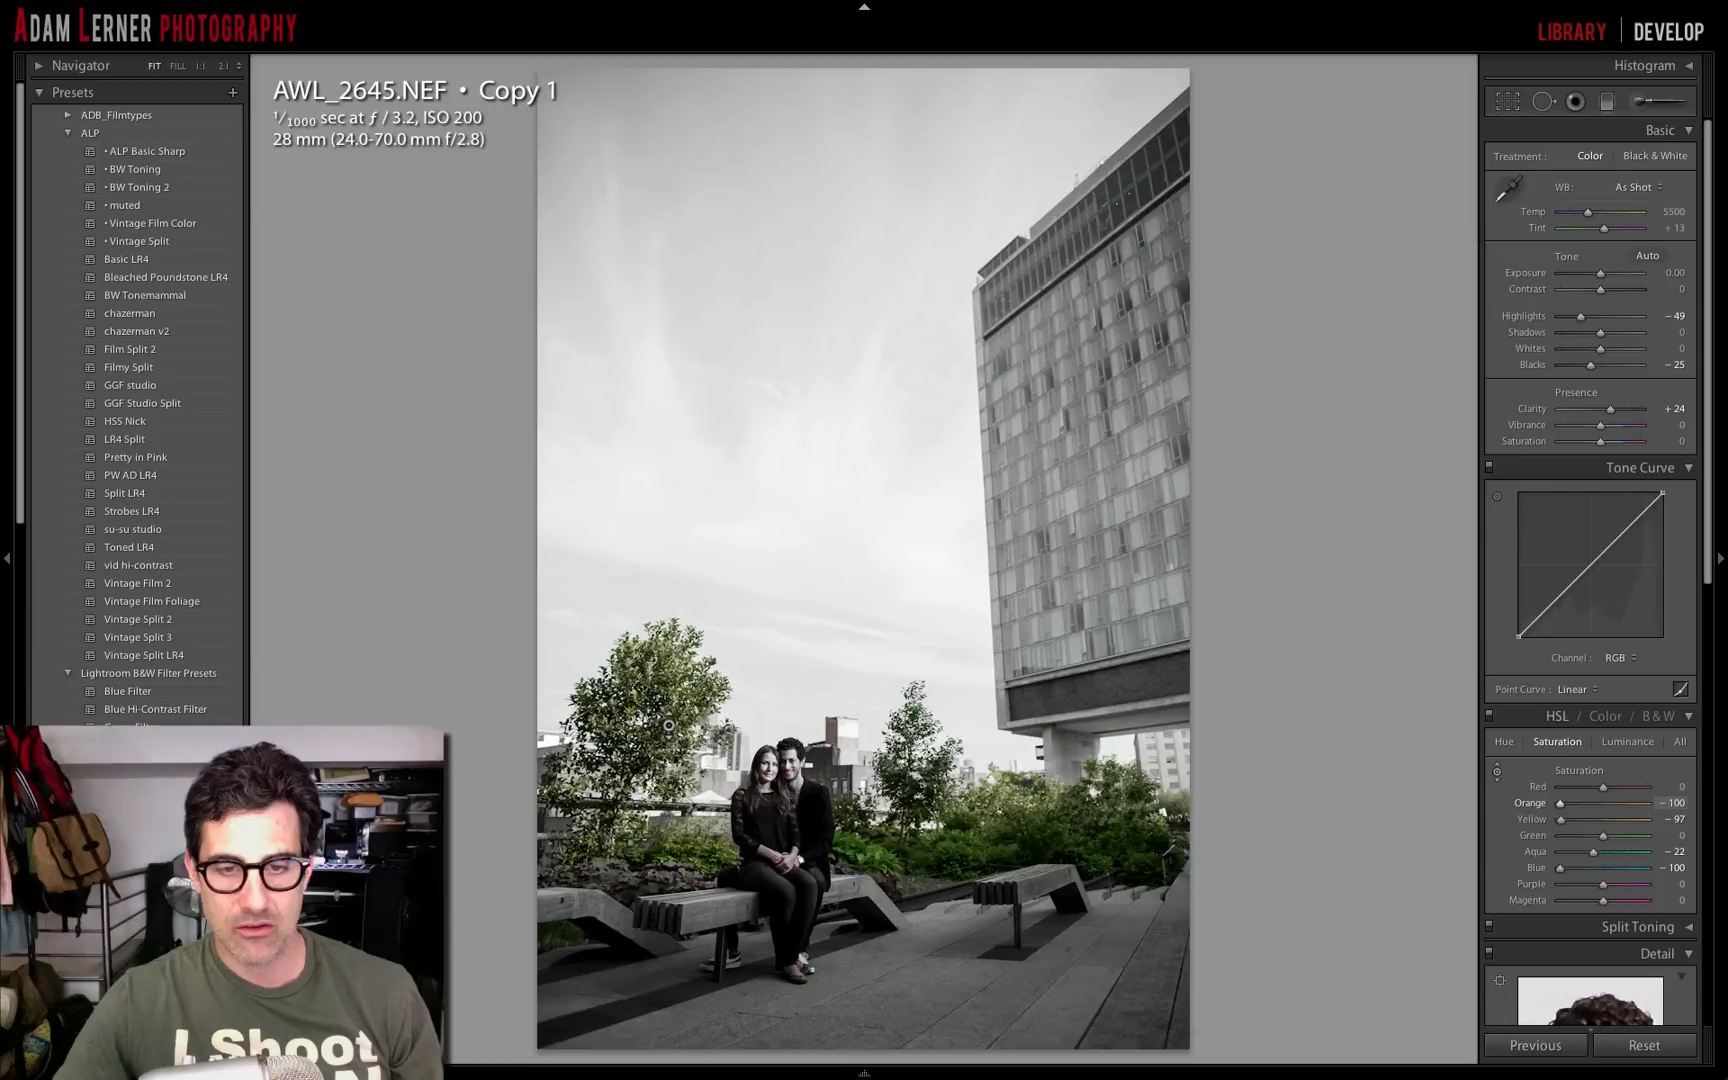 ADAM LERNER PHOTOGRAPHY
LIBRARY | DEVELOP
Navigator FIT FILL 1:1 2:1
Presets +
ADB_Filmtypes
ALP
• ALP Basic Sharp
• BW Toning
• BW Toning 2
• muted
• Vintage Film Color
• Vintage Split
Basic LR4
Bleached Poundstone LR4
BW Tonemammal
chazerman
chazerman v2
Film Split 2
Filmy Split
GGF studio
GGF Studio Split
HSS Nick
LR4 Split
Pretty in Pink
PW AD LR4
Split LR4
Strobes LR4
su-su studio
Toned LR4
vid hi-contrast
Vintage Film 2
Vintage Film Foliage
Vintage Split 2
Vintage Split 3
Vintage Split LR4
Lightroom B&W Filter Presets
Blue Filter
Blue Hi-Contrast Filter
AWL_2645.NEF • Copy 1
1/1000 sec at ƒ / 3.2, ISO 200
28 mm (24.0-70.0 mm f/2.8)
I Shoot
Histogram
Basic
Treatment : Color Black & White
WB: As Shot
Temp 5500
Tint + 13
Tone Auto
Exposure 0.00
Contrast 0
Highlights − 49
Shadows 0
Whites 0
Blacks − 25
Presence
Clarity + 24
Vibrance 0
Saturation 0
Tone Curve
Channel : RGB
Point Curve : Linear
HSL / Color / B & W
Hue Saturation Luminance All
Saturation
Red 0
Orange − 100
Yellow − 97
Green 0
Aqua − 22
Blue − 100
Purple 0
Magenta 0
Split Toning
Detail
Previous Reset